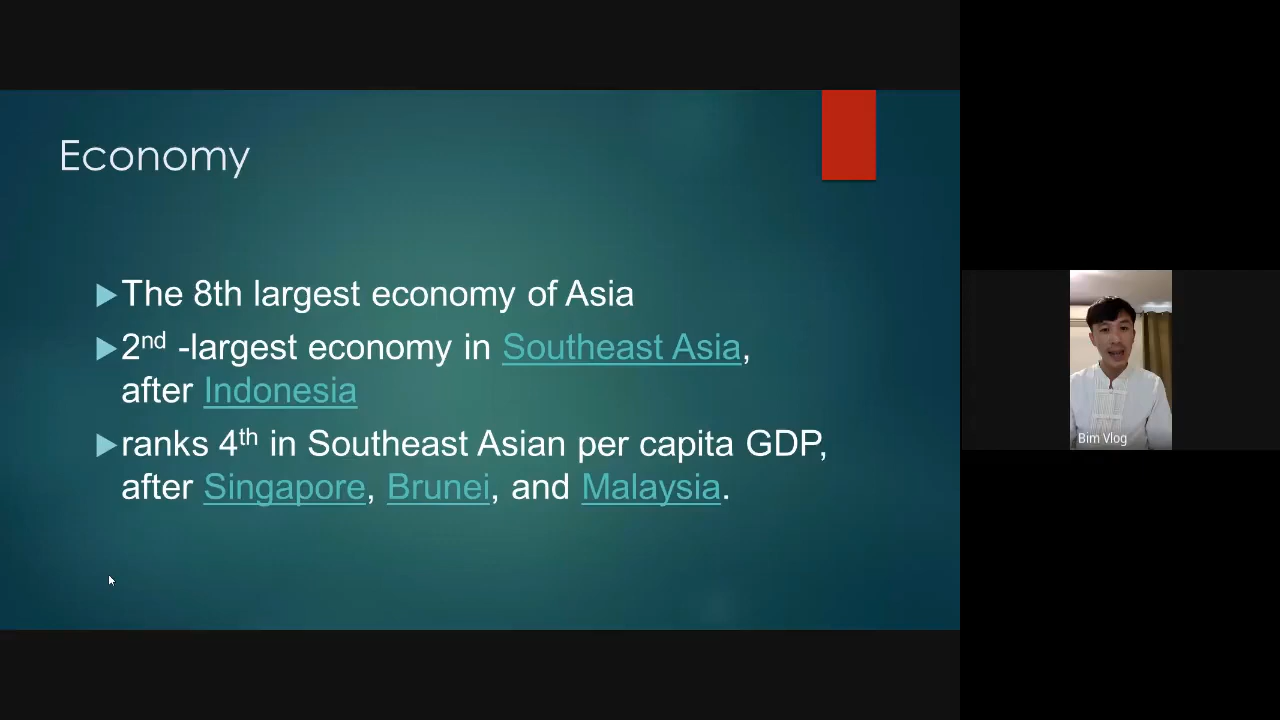 Economy
The 8th largest economy of Asia
2nd -largest economy in Southeast Asia,
after Indonesia
ranks 4th in Southeast Asian per capita GDP,
after Singapore, Brunei, and Malaysia.
Bim Vlog